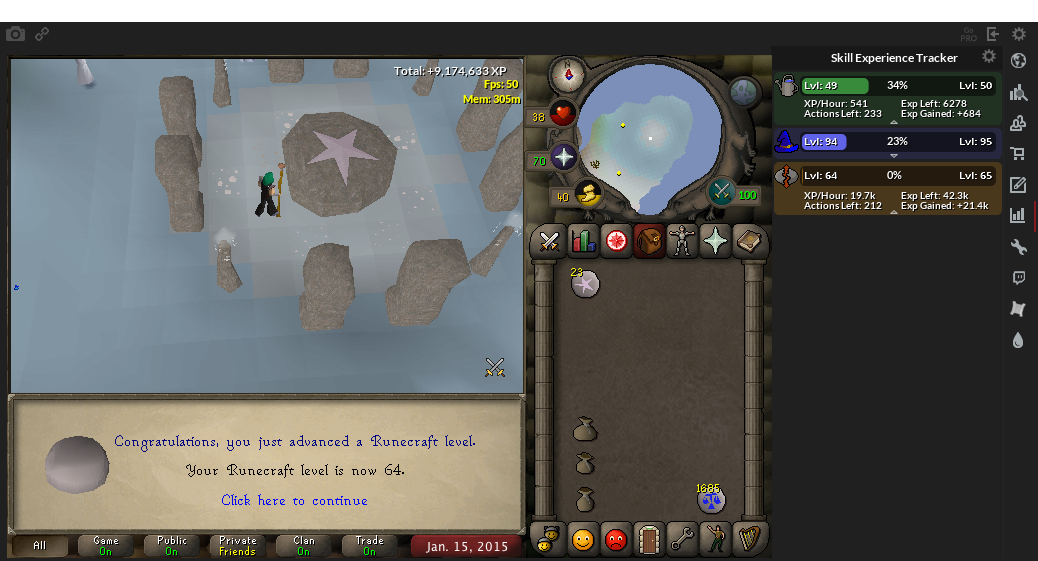 Go
PRO
Total: +9,174,633 XP
Fps: 50
Mem: 305m
N
38
70
40
100
Skill Experience Tracker
Lvl: 49 34% Lvl: 50
XP/Hour: 541 Exp Left: 6278
Actions Left: 233 Exp Gained: +684
Lvl: 94 23% Lvl: 95
Lvl: 64 0% Lvl: 65
XP/Hour: 19.7k Exp Left: 42.3k
Actions Left: 212 Exp Gained: +21.4k
23
1685
Congratulations, you just advanced a Runecraft level.
Your Runecraft level is now 64.
Click here to continue
All
Game
On
Public
On
Private
Friends
Clan
On
Trade
On
Jan. 15, 2015